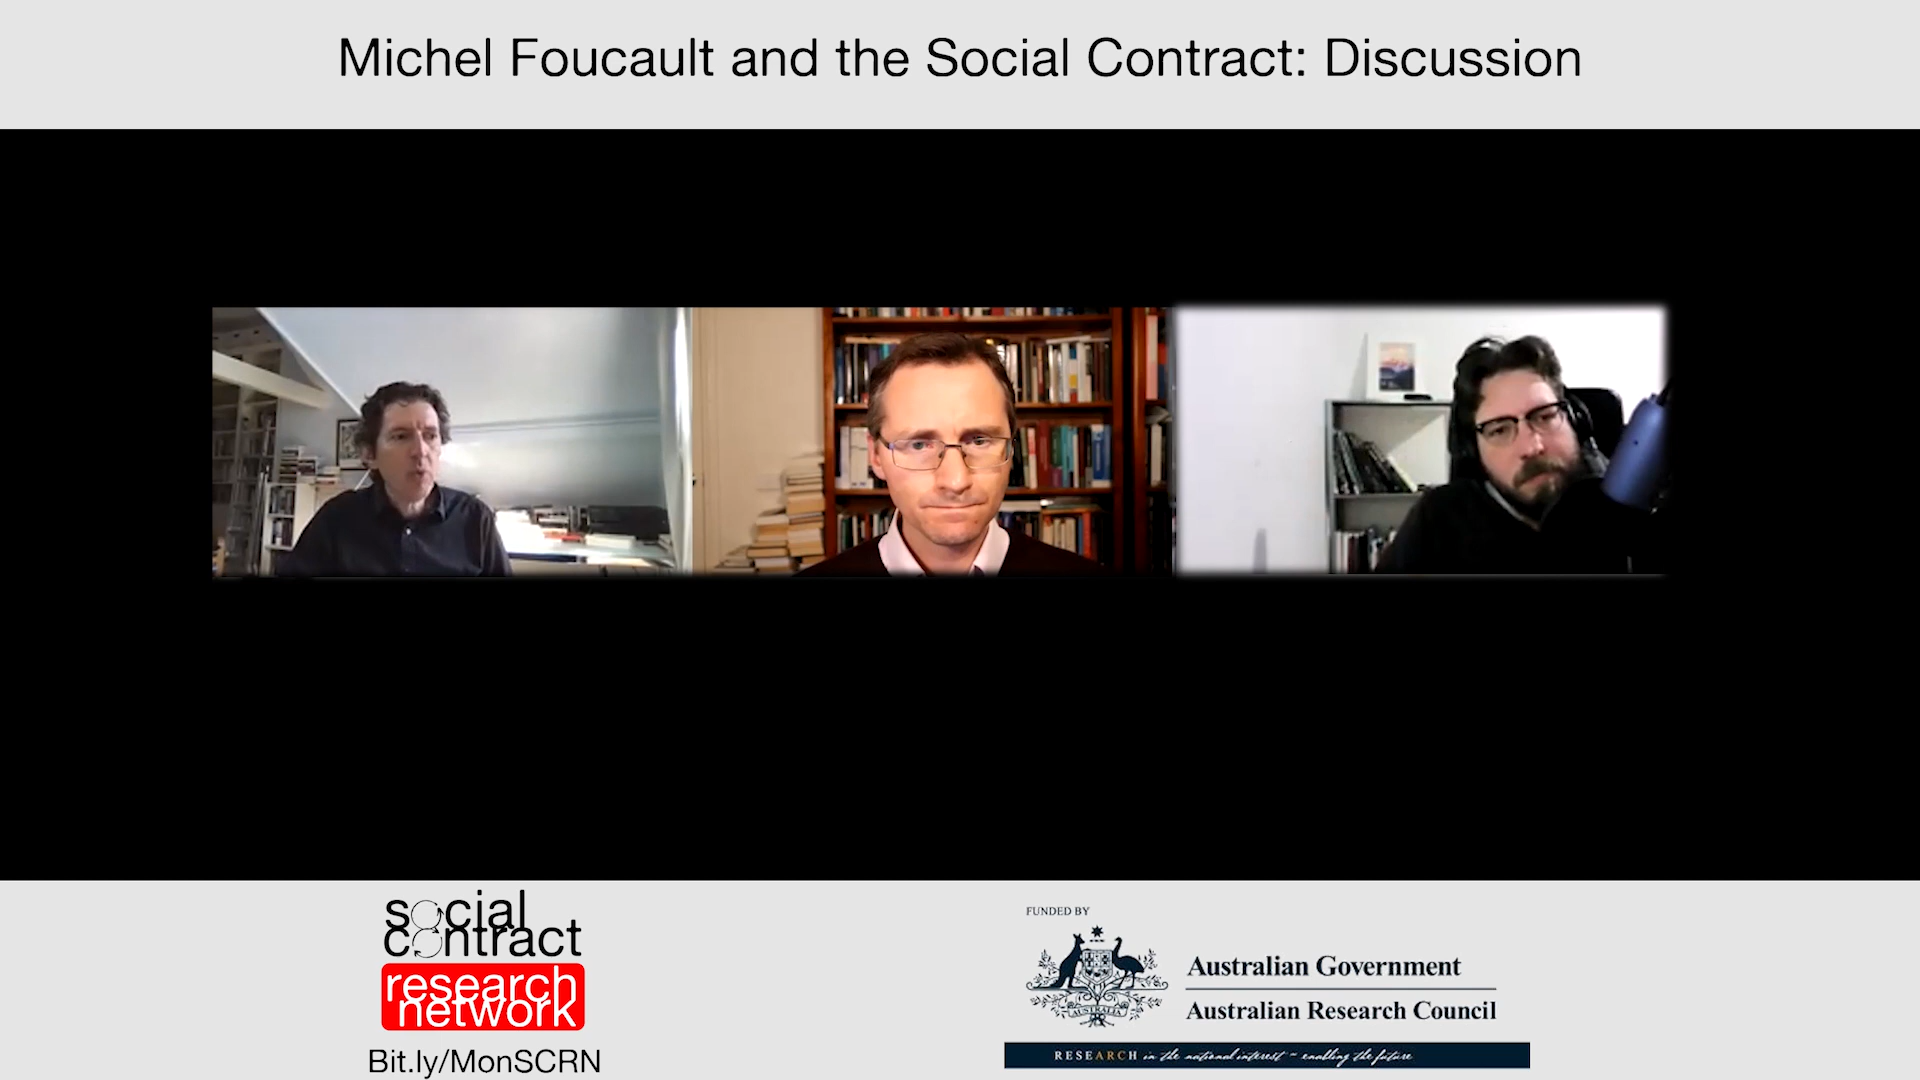 Michel Foucault and the Social Contract: Discussion
social
contract
research
network
Bit.ly/MonSCRN
FUNDED BY
AUSTRALIA
Australian Government
Australian Research Council
RESEARCH in the national interest ~ enabling the future